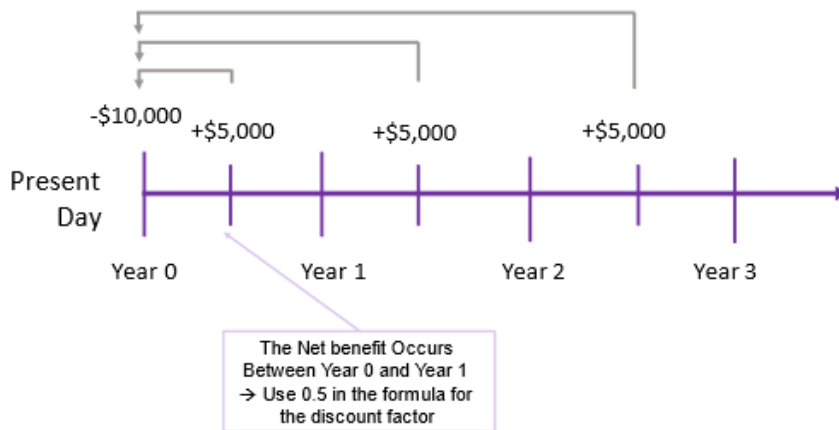 -$10,000
+$5,000
+$5,000
+$5,000
Present
Day
Year 0
Year 1
Year 2
Year 3
The Net benefit Occurs
Between Year 0 and Year 1
→ Use 0.5 in the formula for
the discount factor